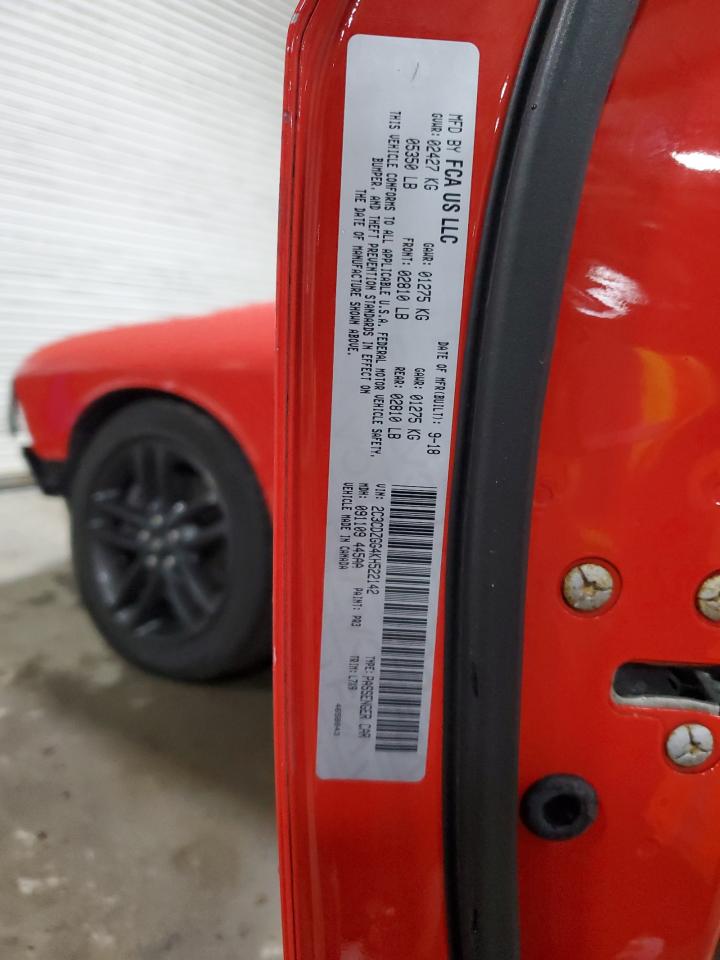 MFD BY FCA US LLC
DATE OF MFR(BUILT): 9-18
GVWR: 02427 KG GAWR: 01275 KG GAWR: 01275 KG
05350 LB FRONT: 02810 LB REAR: 02810 LB
THIS VEHICLE CONFORMS TO ALL APPLICABLE U.S.A. FEDERAL MOTOR VEHICLE SAFETY,
BUMPER, AND THEFT PREVENTION STANDARDS IN EFFECT ON
THE DATE OF MANUFACTURE SHOWN ABOVE.
VIN: 2C3CDZGG4KH522142 TYPE: PASSENGER CAR
MDH: 091109 445AA PAINT: PR3 TRIM: L7X9
VEHICLE MADE IN CANADA